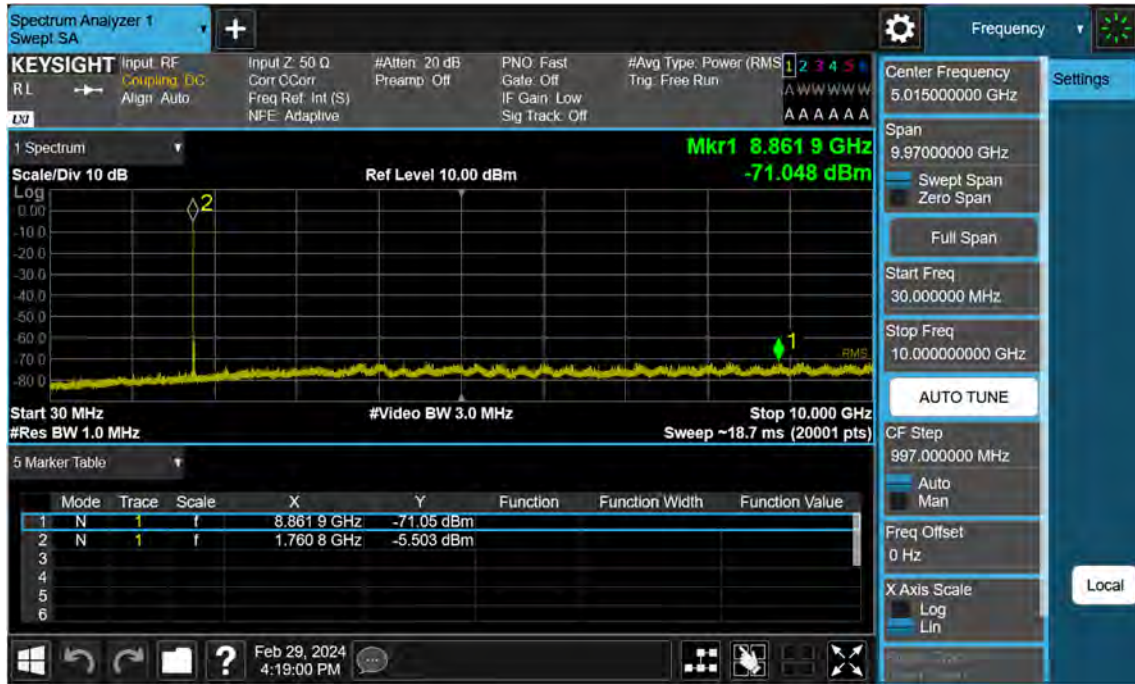 Spectrum Analyzer 1
Swept SA
+
Frequency
KEYSIGHT
RL
LXI
Input: RF
Coupling: DC
Align: Auto
Input Z: 50 Ω
Corr CCorr
Freq Ref: Int (S)
NFE: Adaptive
#Atten: 20 dB
Preamp: Off
PNO: Fast
Gate: Off
IF Gain: Low
Sig Track: Off
#Avg Type: Power (RMS
Trig: Free Run
1 2 3 4 5 6
A W W W W W
A A A A A A
1 Spectrum
Scale/Div 10 dB
Ref Level 10.00 dBm
Mkr1 8.861 9 GHz
-71.048 dBm
Log
0.00
-10.0
-20.0
-30.0
-40.0
-50.0
-60.0
-70.0
-80.0
2
1
RMS
Start 30 MHz
#Res BW 1.0 MHz
#Video BW 3.0 MHz
Stop 10.000 GHz
Sweep ~18.7 ms (20001 pts)
5 Marker Table
Mode Trace Scale X Y Function Function Width Function Value
1 N 1 f 8.861 9 GHz -71.05 dBm
2 N 1 f 1.760 8 GHz -5.503 dBm
3
4
5
6
Feb 29, 2024
4:19:00 PM
?
Center Frequency
5.015000000 GHz
Span
9.97000000 GHz
Swept Span
Zero Span
Full Span
Start Freq
30.000000 MHz
Stop Freq
10.000000000 GHz
AUTO TUNE
CF Step
997.000000 MHz
Auto
Man
Freq Offset
0 Hz
X Axis Scale
Log
Lin
Settings
Local